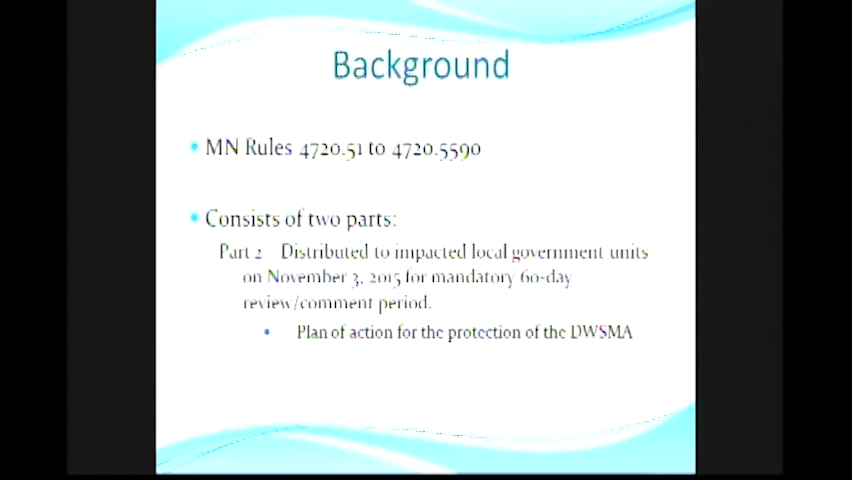 Background
MN Rules 4720.51 to 4720.5590
Consists of two parts:
Part 2 Distributed to impacted local government units
on November 3, 2015 for mandatory 60-day
review/comment period.
Plan of action for the protection of the DWSMA